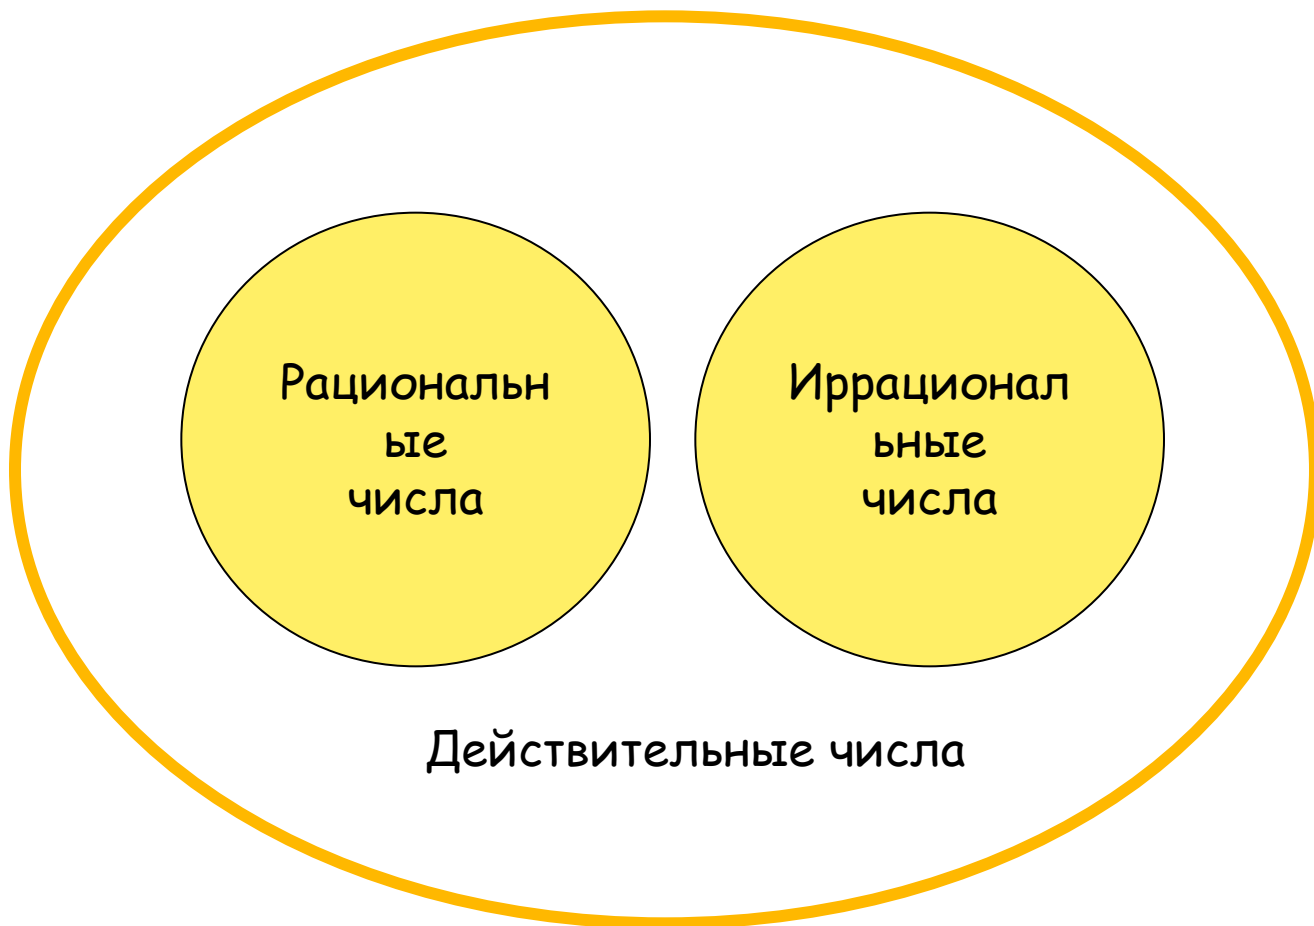 Рациональн
ые
числа
Иррационал
ьные
числа
Действительные числа